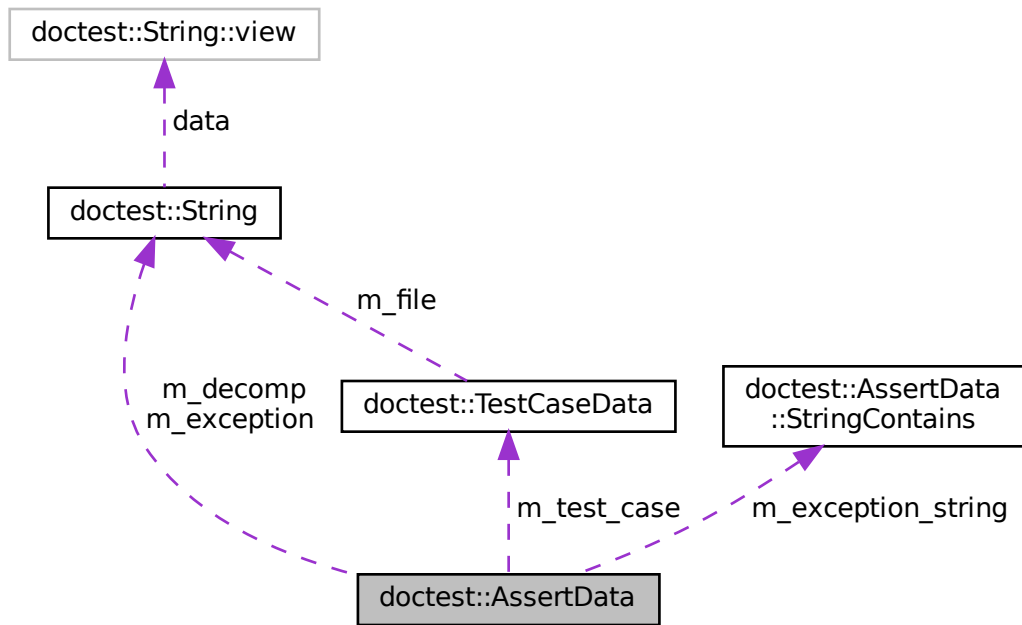 doctest::String::view
data
doctest::String
m_file
m_decomp
m_exception
doctest::TestCaseData
doctest::AssertData
::StringContains
m_test_case
m_exception_string
doctest::AssertData